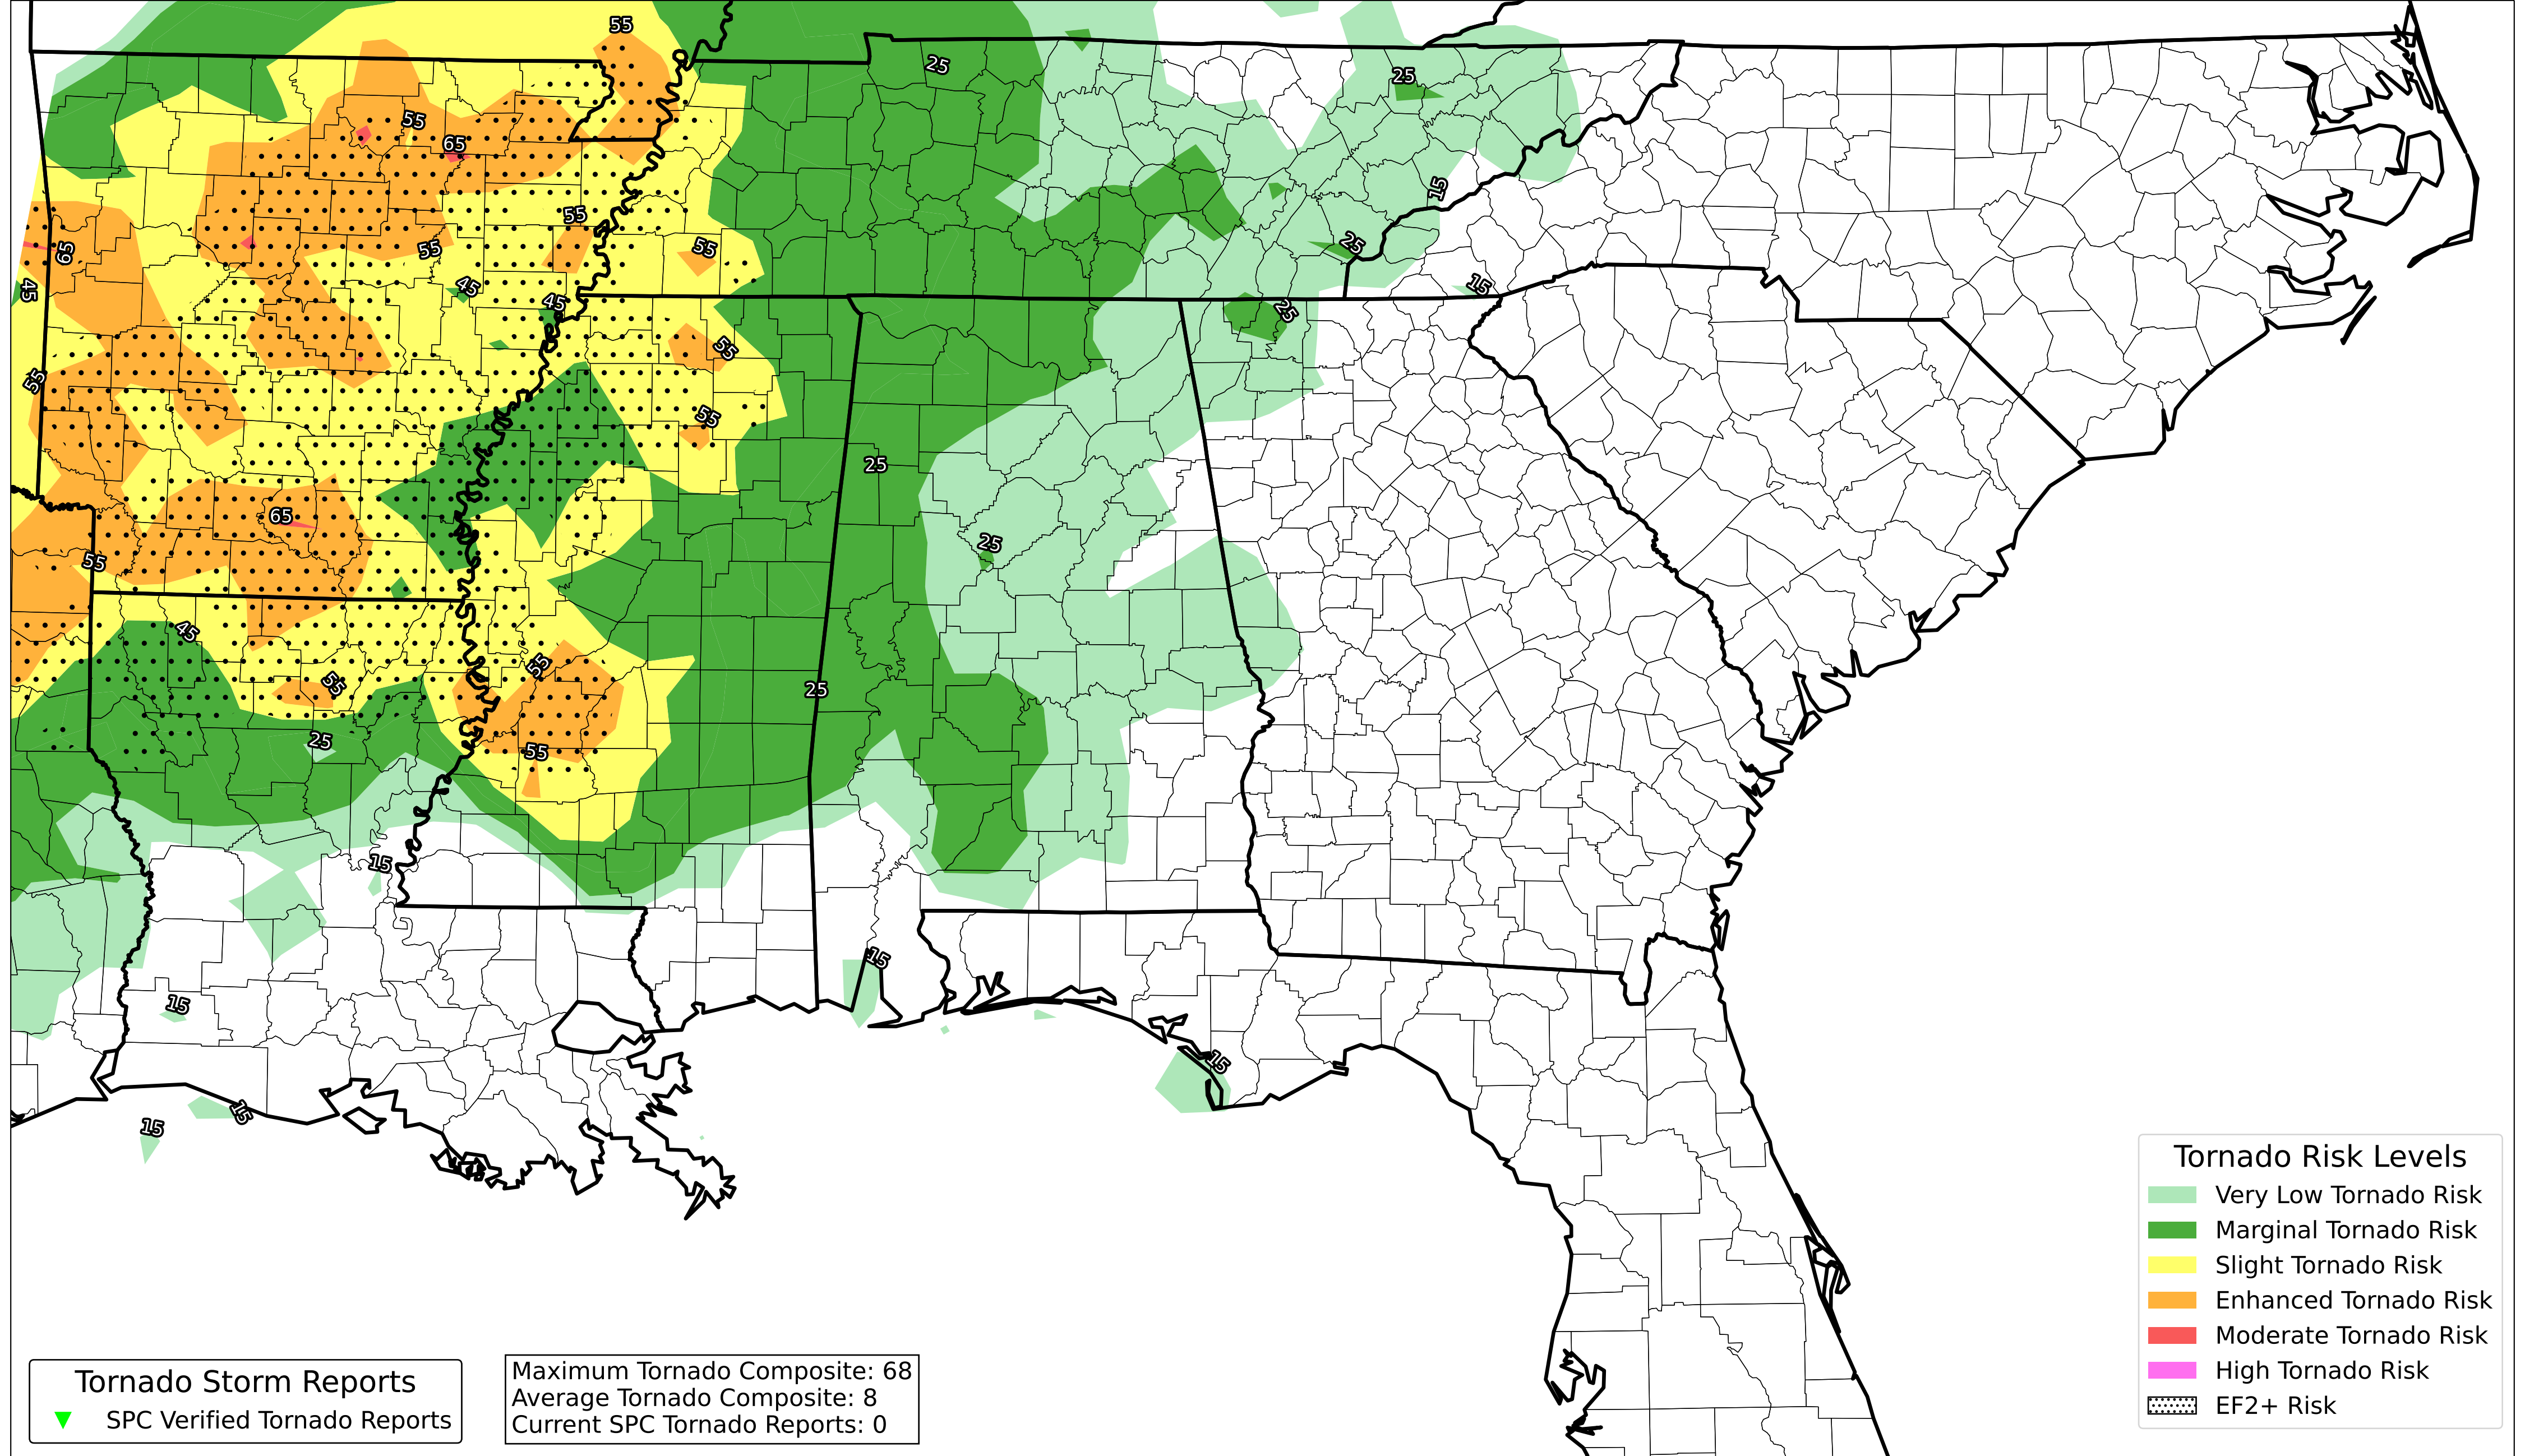 55
25
25
55
65
15
55
55
65
55
25
45
15
45
45
25
55
55
55
25
65
25
55
45
55
55
25
25
55
15
15
15
15
15
15
Tornado Risk Levels
Very Low Tornado Risk
Marginal Tornado Risk
Slight Tornado Risk
Enhanced Tornado Risk
Moderate Tornado Risk
High Tornado Risk
EF2+ Risk
Tornado Storm Reports
SPC Verified Tornado Reports
Maximum Tornado Composite: 68
Average Tornado Composite: 8
Current SPC Tornado Reports: 0